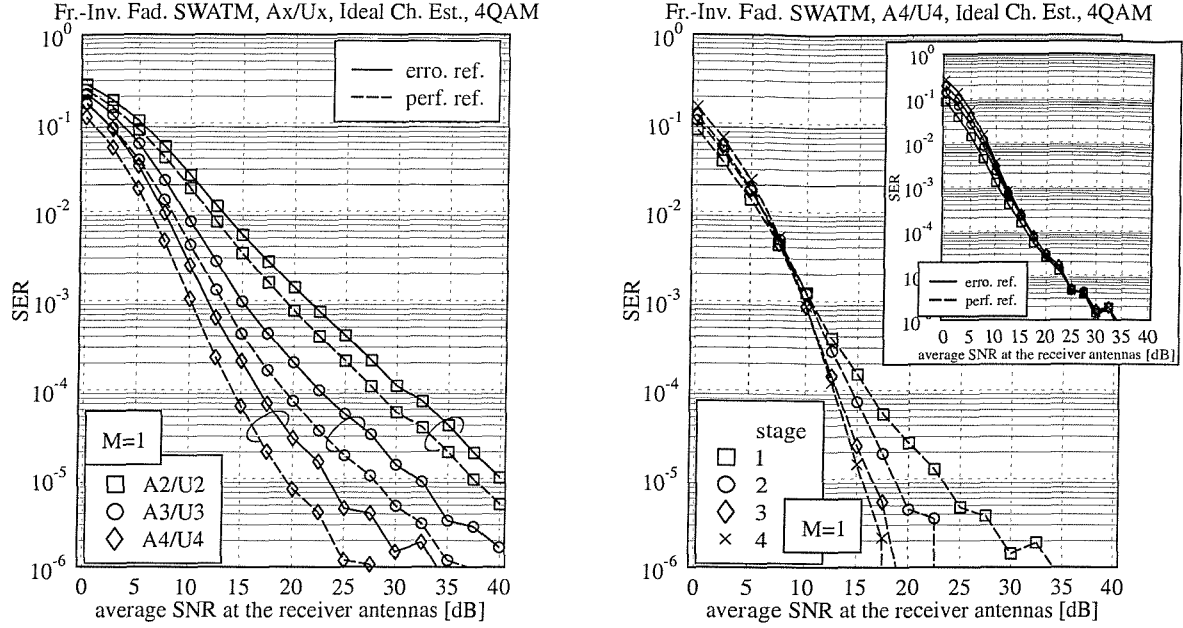 Fr.-Inv. Fad. SWATM, Ax/Ux, Ideal Ch. Est., 4QAM
10^0
10^-1
10^-2
10^-3
10^-4
10^-5
10^-6
SER
erro. ref.
perf. ref.
M=1
A2/U2
A3/U3
A4/U4
0 5 10 15 20 25 30 35 40
average SNR at the receiver antennas [dB]
Fr.-Inv. Fad. SWATM, A4/U4, Ideal Ch. Est., 4QAM
10^0
10^-1
10^-2
10^-3
10^-4
10^-5
10^-6
SER
stage
1
2
3
4
M=1
0 5 10 15 20 25 30 35 40
average SNR at the receiver antennas [dB]
10^0
10^-1
10^-2
10^-3
10^-4
10
10
SER
erro. ref.
perf. ref.
0 5 10 15 20 25 30 35 40
average SNR at the receiver antennas [dB]